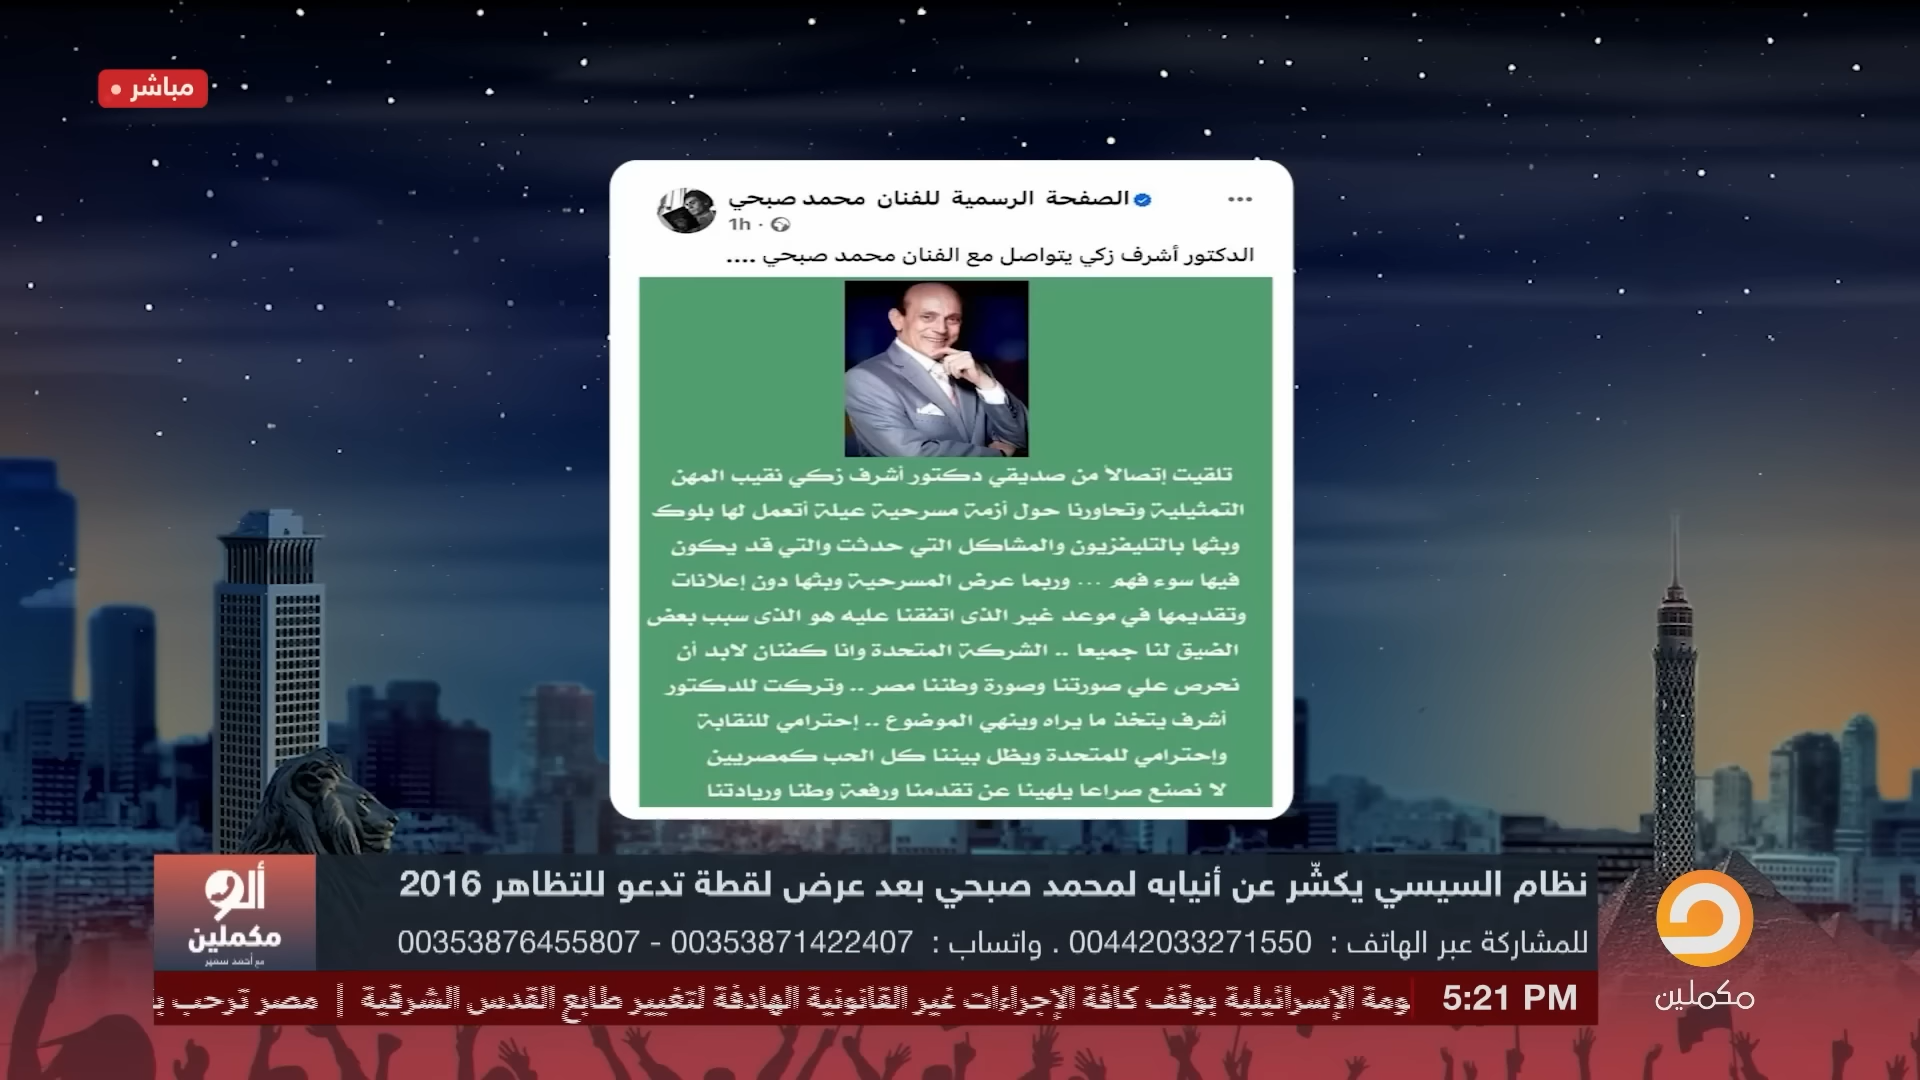 مباشر
الصفحة الرسمية للفنان محمد صبحي
1h ·
الدكتور أشرف زكي يتواصل مع الفنان محمد صبحي ....
تلقيت إتصالاً من صديقي دكتور أشرف زكي نقيب المهن
التمثيلية وتحاورنا حول أزمة مسرحية عيلة أتعمل لها بلوك
وبثها بالتليفزيون والمشاكل التي حدثت والتي قد يكون
فيها سوء فهم ... وربما عرض المسرحية وبثها دون إعلانات
وتقديمها في موعد غير الذى اتفقنا عليه هو الذى سبب بعض
الضيق لنا جميعا .. الشركة المتحدة وانا كفنان لابد أن
نحرص علي صورتنا وصورة وطننا مصر .. وتركت للدكتور
أشرف يتخذ ما يراه وينهي الموضوع .. إحترامي للنقابة
وإحترامي للمتحدة ويظل بيننا كل الحب كمصريين
لا نصنع صراعا يلهينا عن تقدمنا ورفعة وطنا وريادتنا
نظام السيسي يكشّر عن أنيابه لمحمد صبحي بعد عرض لقطة تدعو للتظاهر 2016
للمشاركة عبر الهاتف : 00442033271550 . واتساب : 00353871422407 - 00353876455807
ألو
مكملين
مع أحمد سمير
5:21 PM
ومة الإسرائيلية بوقف كافة الإجراءات غير القانونية الهادفة لتغيير طابع القدس الشرقية | مصر ترحب
مكملين